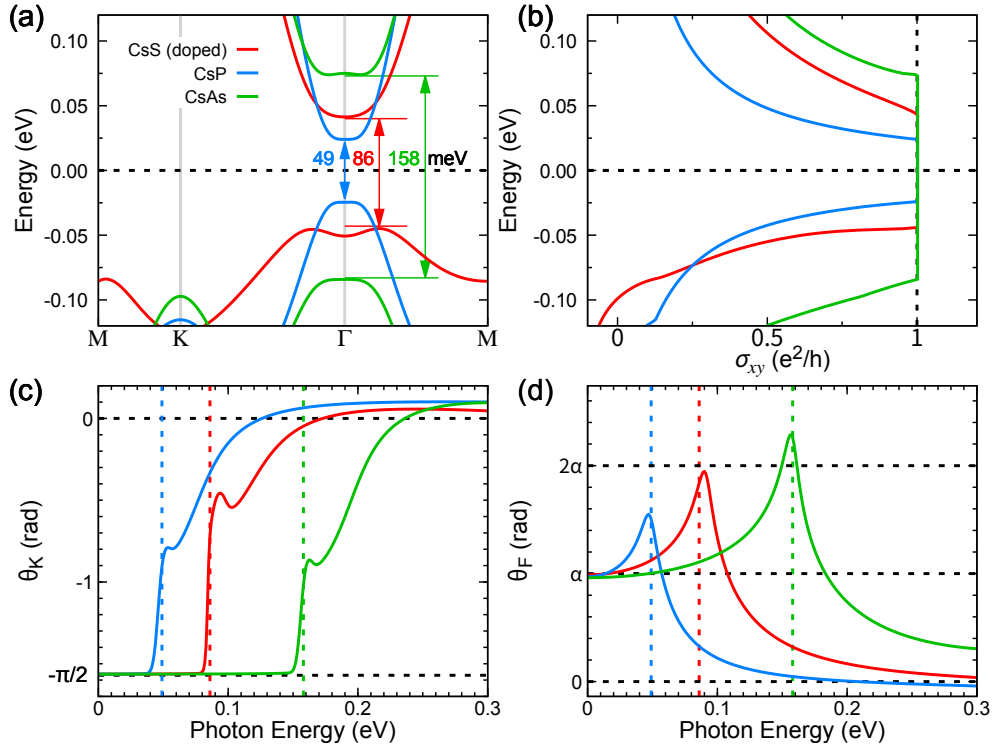 (a)
CsS (doped)
CsP
CsAs
0.10
0.05
0.00
-0.05
-0.10
Energy (eV)
49 86 158 meV
M K Γ M
(b)
0.10
0.05
0.00
-0.05
-0.10
Energy (eV)
0 0.5 1
σxy (e²/h)
(c)
0
-1
-π/2
θK (rad)
0 0.1 0.2 0.3
Photon Energy (eV)
(d)
2α
α
0
θF (rad)
0 0.1 0.2 0.3
Photon Energy (eV)